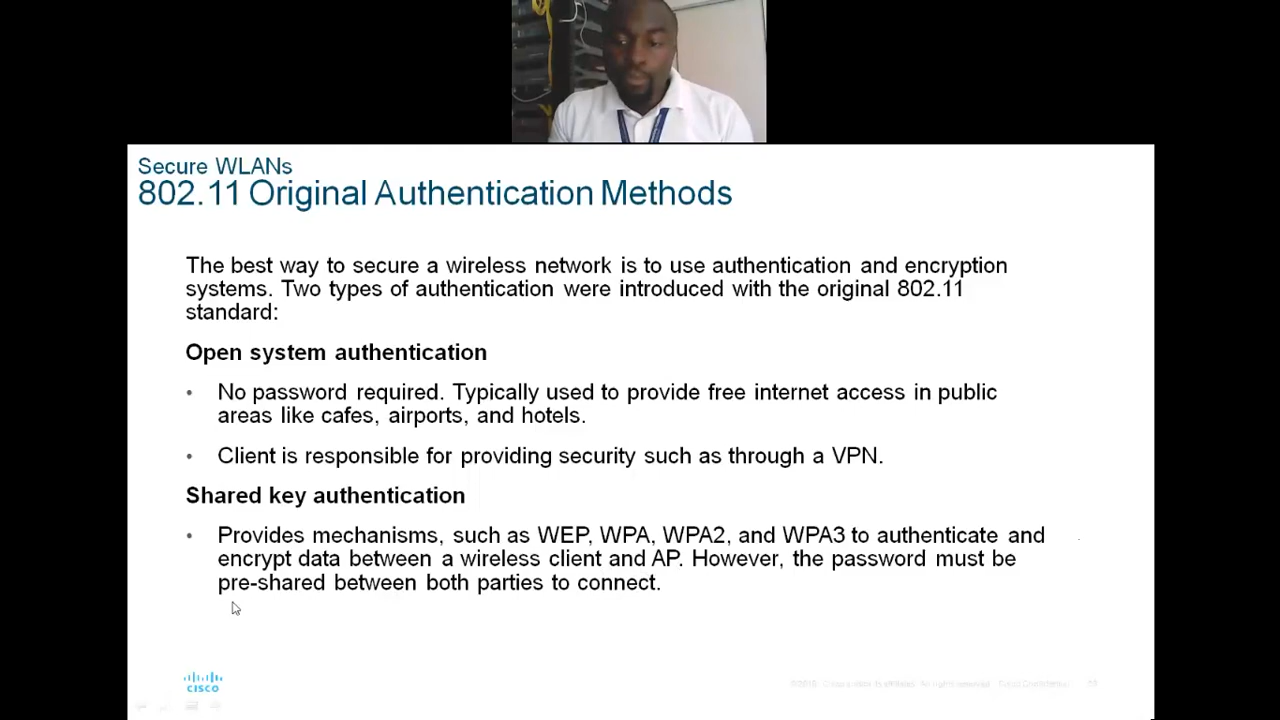 Secure WLANs
802.11 Original Authentication Methods
The best way to secure a wireless network is to use authentication and encryption
systems. Two types of authentication were introduced with the original 802.11
standard:
Open system authentication
• No password required. Typically used to provide free internet access in public
areas like cafes, airports, and hotels.
• Client is responsible for providing security such as through a VPN.
Shared key authentication
• Provides mechanisms, such as WEP, WPA, WPA2, and WPA3 to authenticate and
encrypt data between a wireless client and AP. However, the password must be
pre-shared between both parties to connect.
CISCO